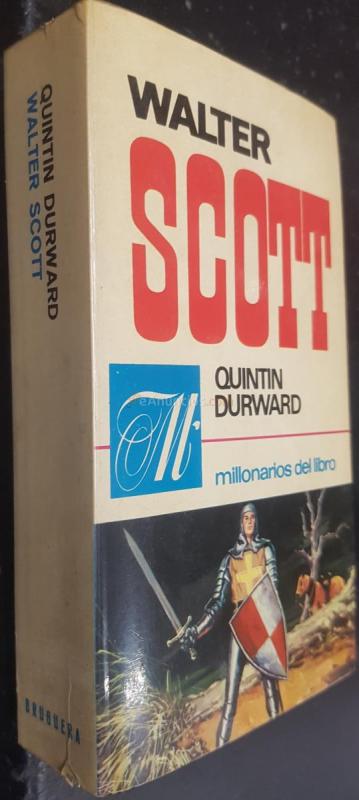 QUINTIN DURWARD
WALTER SCOTT
BRUGUERA
WALTER
SCOTT
QUINTIN
DURWARD
M
millonarios del libro